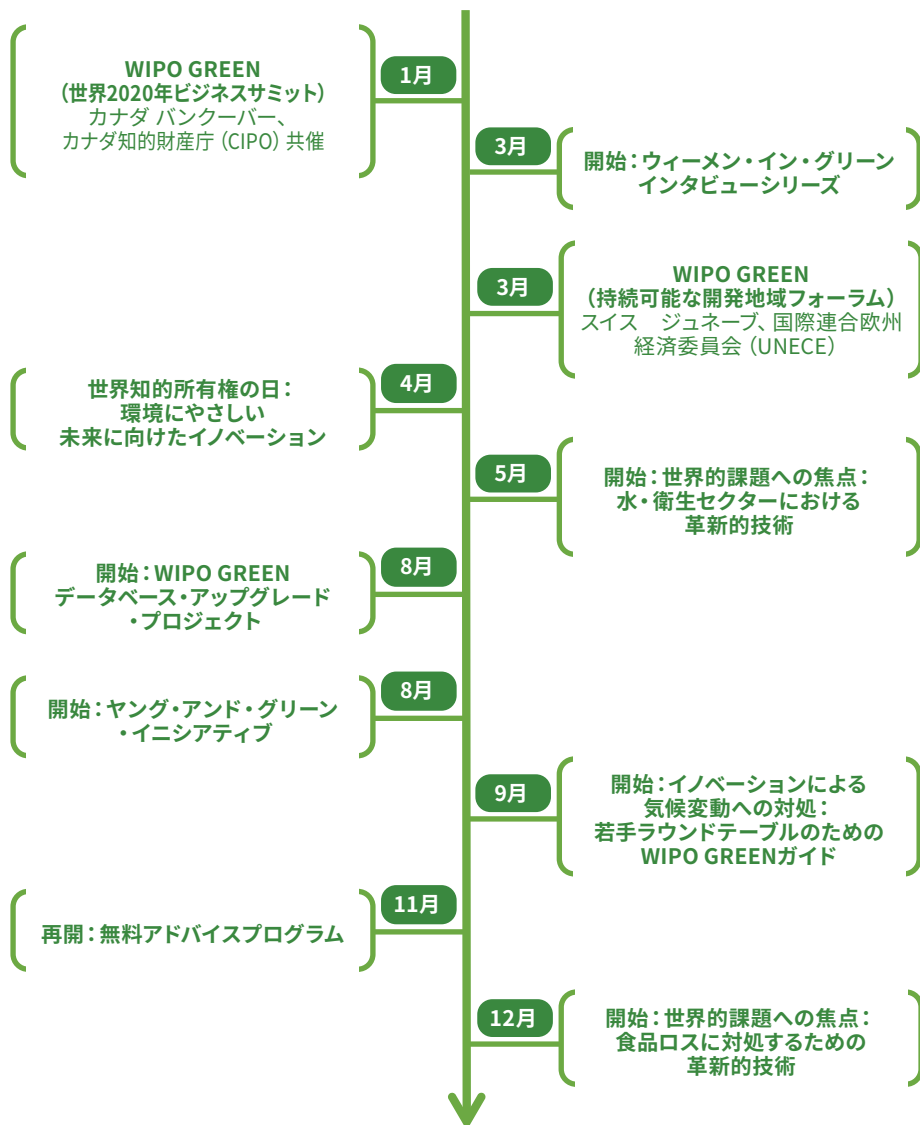 1月
WIPO GREEN
（世界2020年ビジネスサミット）
カナダ バンクーバー、
カナダ知的財産庁（CIPO）共催
3月
開始：ウィーメン・イン・グリーン
インタビューシリーズ
3月
WIPO GREEN
（持続可能な開発地域フォーラム）
スイス　ジュネーブ、国際連合欧州
経済委員会（UNECE）
4月
世界知的所有権の日：
環境にやさしい
未来に向けたイノベーション
5月
開始：世界的課題への焦点：
水・衛生セクターにおける
革新的技術
8月
開始：WIPO GREEN
データベース・アップグレード
・プロジェクト
8月
開始：ヤング・アンド・グリーン
・イニシアティブ
9月
開始：イノベーションによる
気候変動への対処：
若手ラウンドテーブルのための
WIPO GREENガイド
11月
再開：無料アドバイスプログラム
12月
開始：世界的課題への焦点：
食品ロスに対処するための
革新的技術